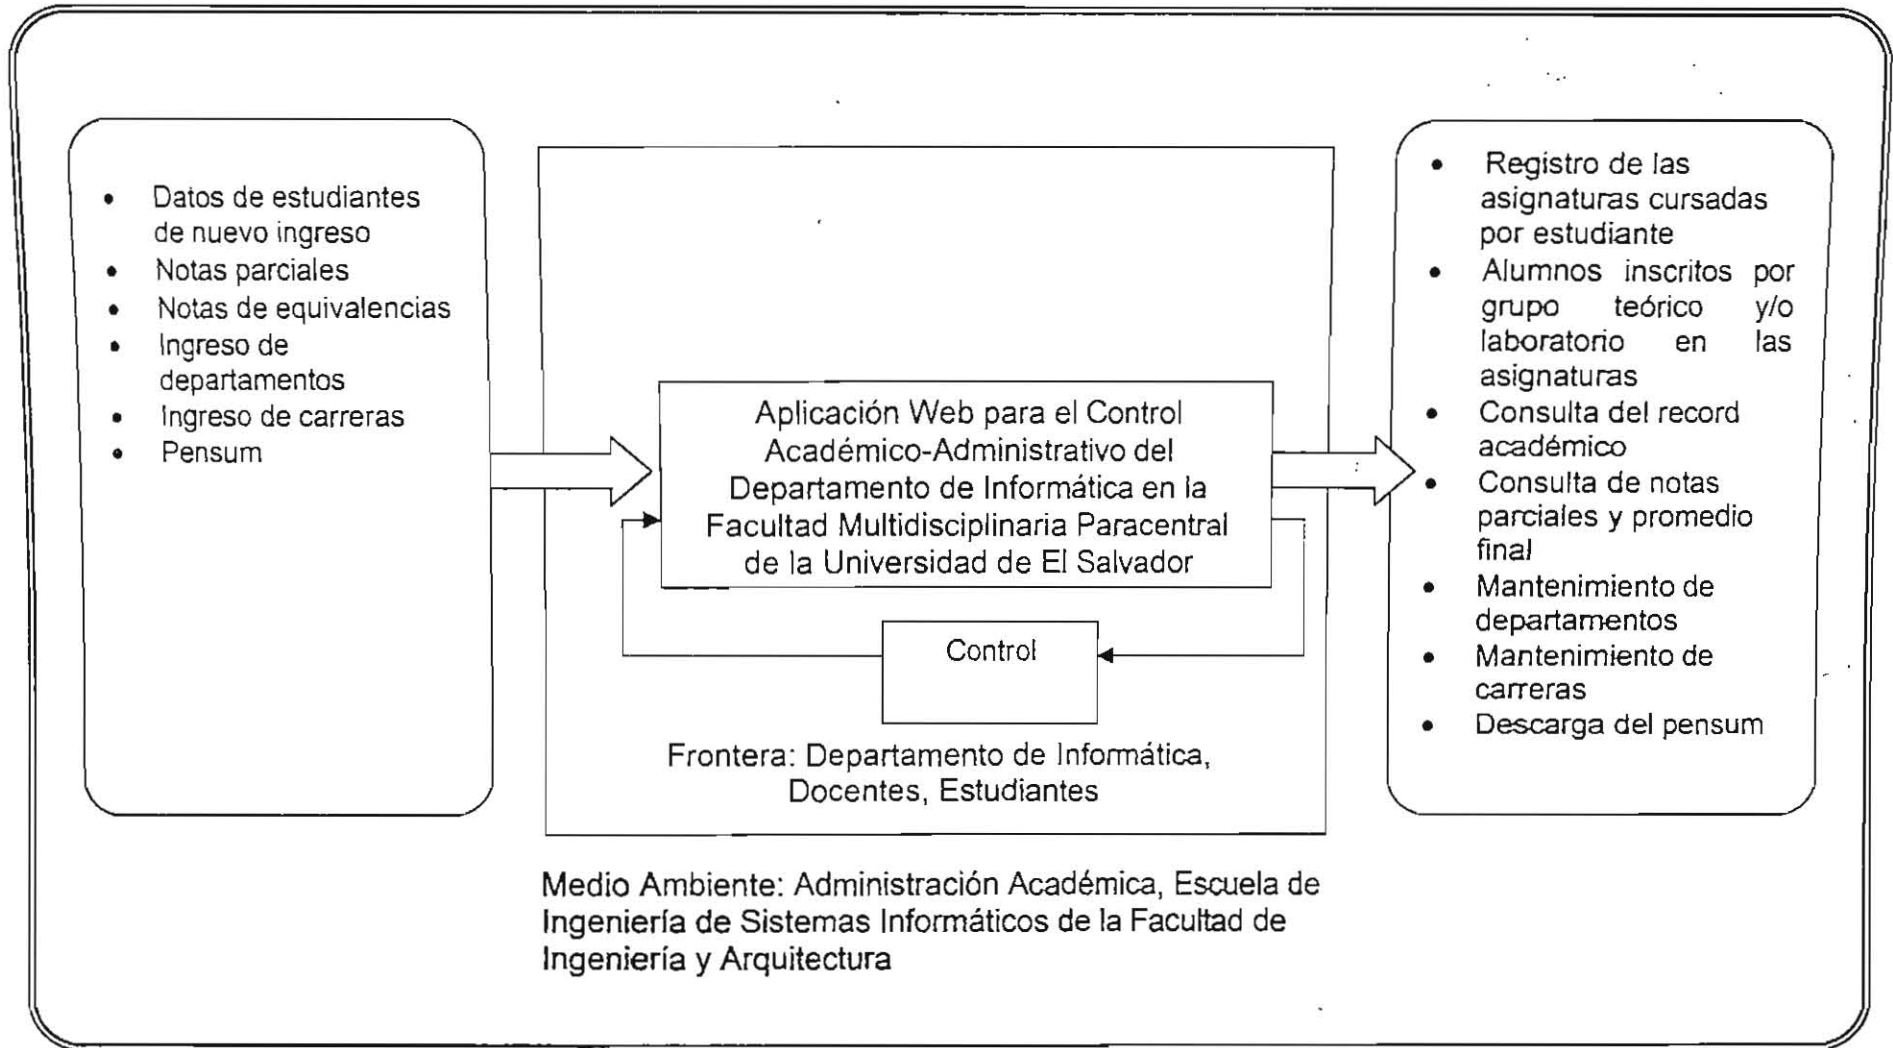 • Datos de estudiantes
de nuevo ingreso
• Notas parciales
• Notas de equivalencias
• Ingreso de
departamentos
• Ingreso de carreras
• Pensum
Aplicación Web para el Control
Académico-Administrativo del
Departamento de Informática en la
Facultad Multidisciplinaria Paracentral
de la Universidad de El Salvador
Control
Frontera: Departamento de Informática,
Docentes, Estudiantes
Medio Ambiente: Administración Académica, Escuela de
Ingeniería de Sistemas Informáticos de la Facultad de
Ingeniería y Arquitectura
• Registro de las
asignaturas cursadas
por estudiante
• Alumnos inscritos por
grupo teórico y/o
laboratorio en las
asignaturas
• Consulta del record
académico
• Consulta de notas
parciales y promedio
final
• Mantenimiento de
departamentos
• Mantenimiento de
carreras
• Descarga del pensum